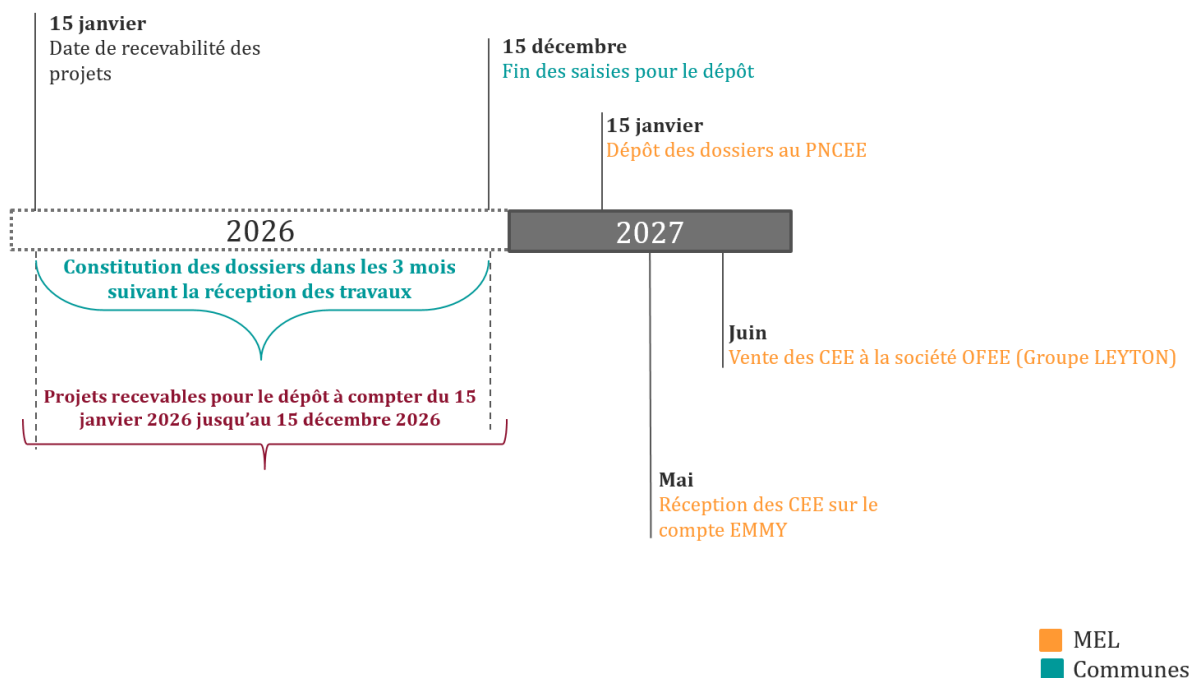 15 janvier
Date de recevabilité des
projets
15 décembre
Fin des saisies pour le dépôt
15 janvier
Dépôt des dossiers au PNCEE
2026
2027
Constitution des dossiers dans les 3 mois
suivant la réception des travaux
Juin
Vente des CEE à la société OFEE (Groupe LEYTON)
Projets recevables pour le dépôt à compter du 15
janvier 2026 jusqu’au 15 décembre 2026
Mai
Réception des CEE sur le
compte EMMY
MEL
Communes